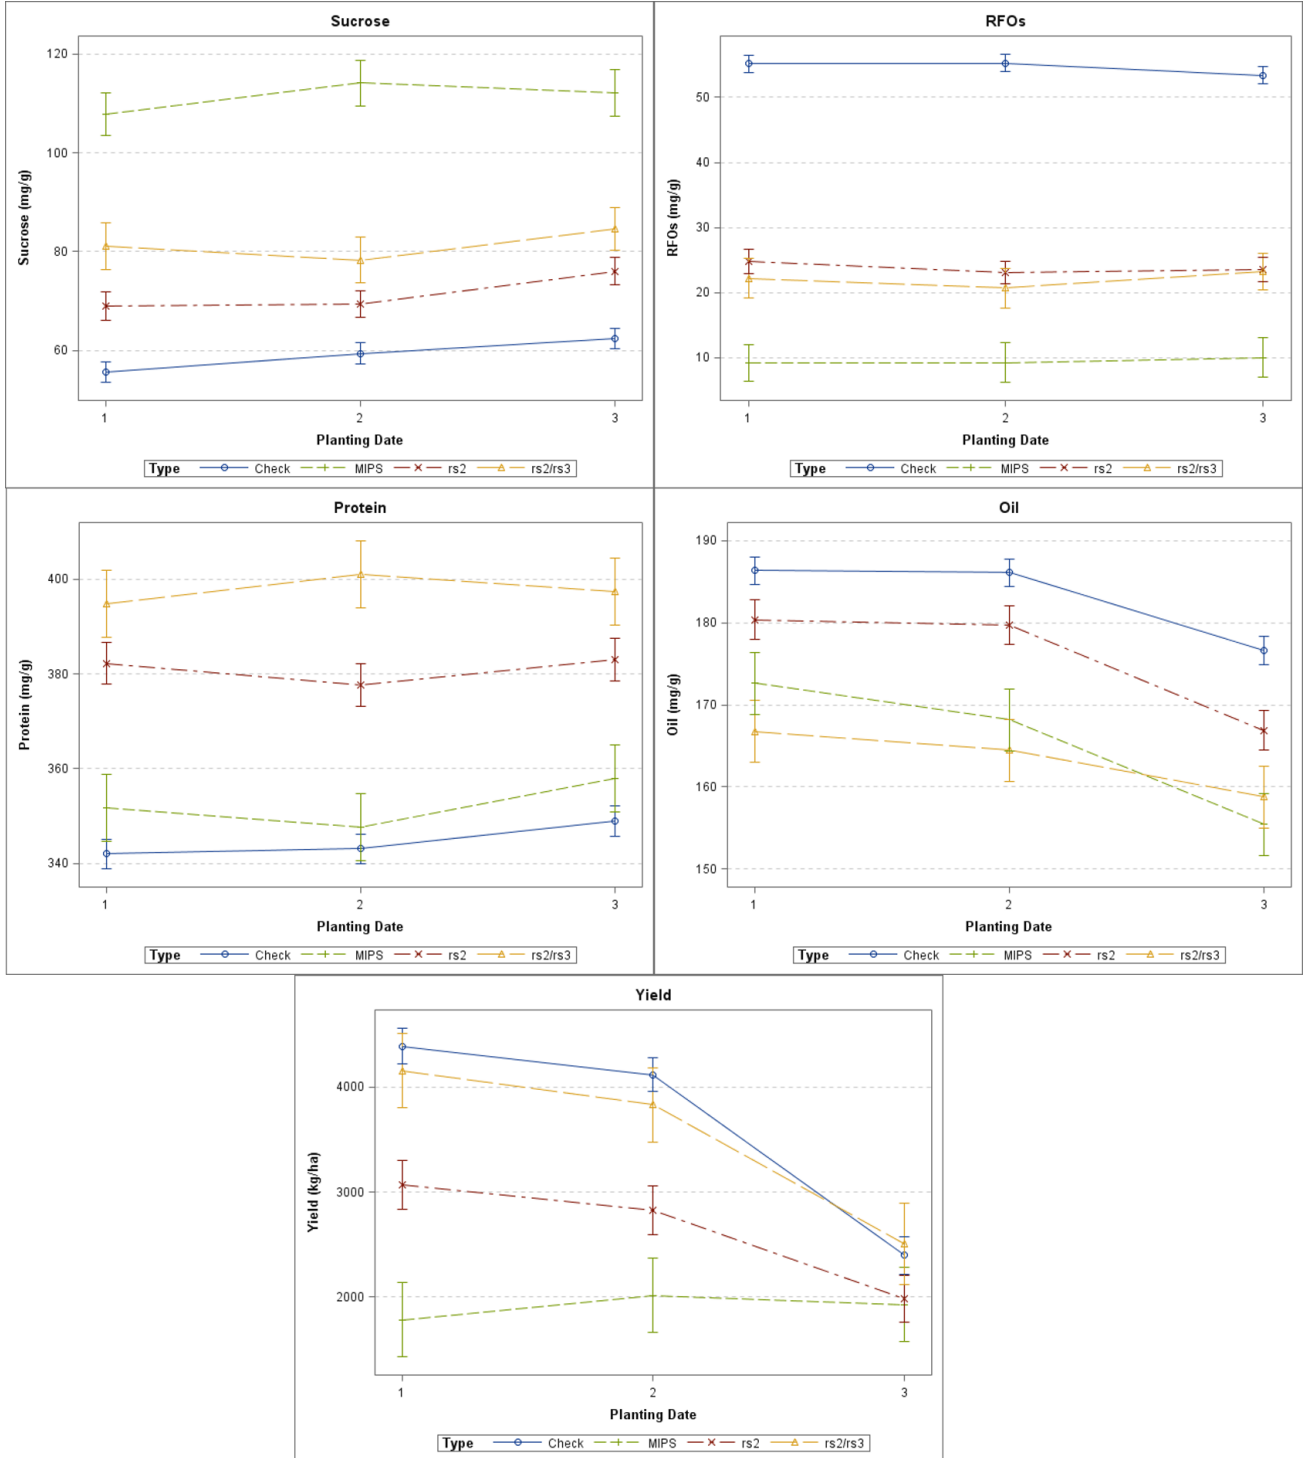 Sucrose
Sucrose (mg/g)
120
100
80
60
1 2 3
Planting Date
Type Check MIPS rs2 rs2/rs3
RFOs
RFOs (mg/g)
50
40
30
20
10
1 2 3
Planting Date
Type Check MIPS rs2 rs2/rs3
Protein
Protein (mg/g)
400
380
360
340
1 2 3
Planting Date
Type Check MIPS rs2 rs2/rs3
Oil
Oil (mg/g)
190
180
170
160
150
1 2 3
Planting Date
Type Check MIPS rs2 rs2/rs3
Yield
Yield (kg/ha)
4000
3000
2000
1 2 3
Planting Date
Type Check MIPS rs2 rs2/rs3